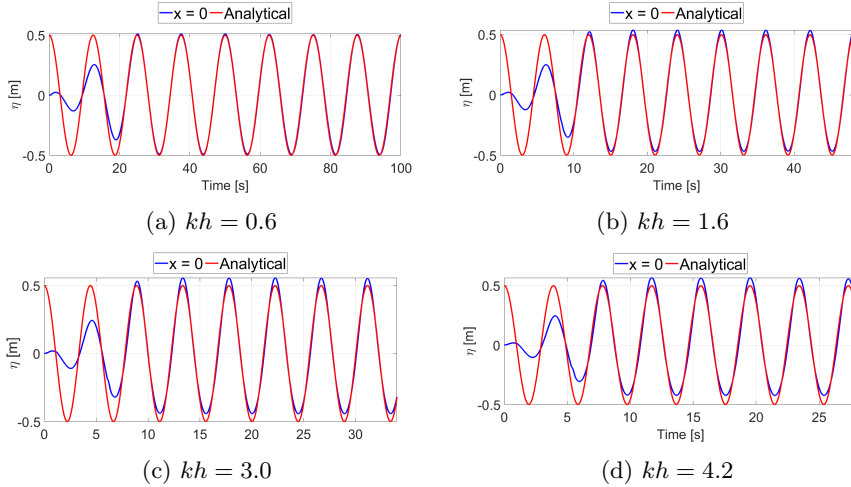 x = 0 Analytical
0.5
0
-0.5
η [m]
0 20 40 60 80 100
Time [s]
(a) kh = 0.6
x = 0 Analytical
0.5
0
-0.5
η [m]
0 10 20 30 40
Time [s]
(b) kh = 1.6
x = 0 Analytical
0.5
0
-0.5
η [m]
0 5 10 15 20 25 30
Time [s]
(c) kh = 3.0
x = 0 Analytical
0.5
0
-0.5
η [m]
0 5 10 15 20 25
Time [s]
(d) kh = 4.2